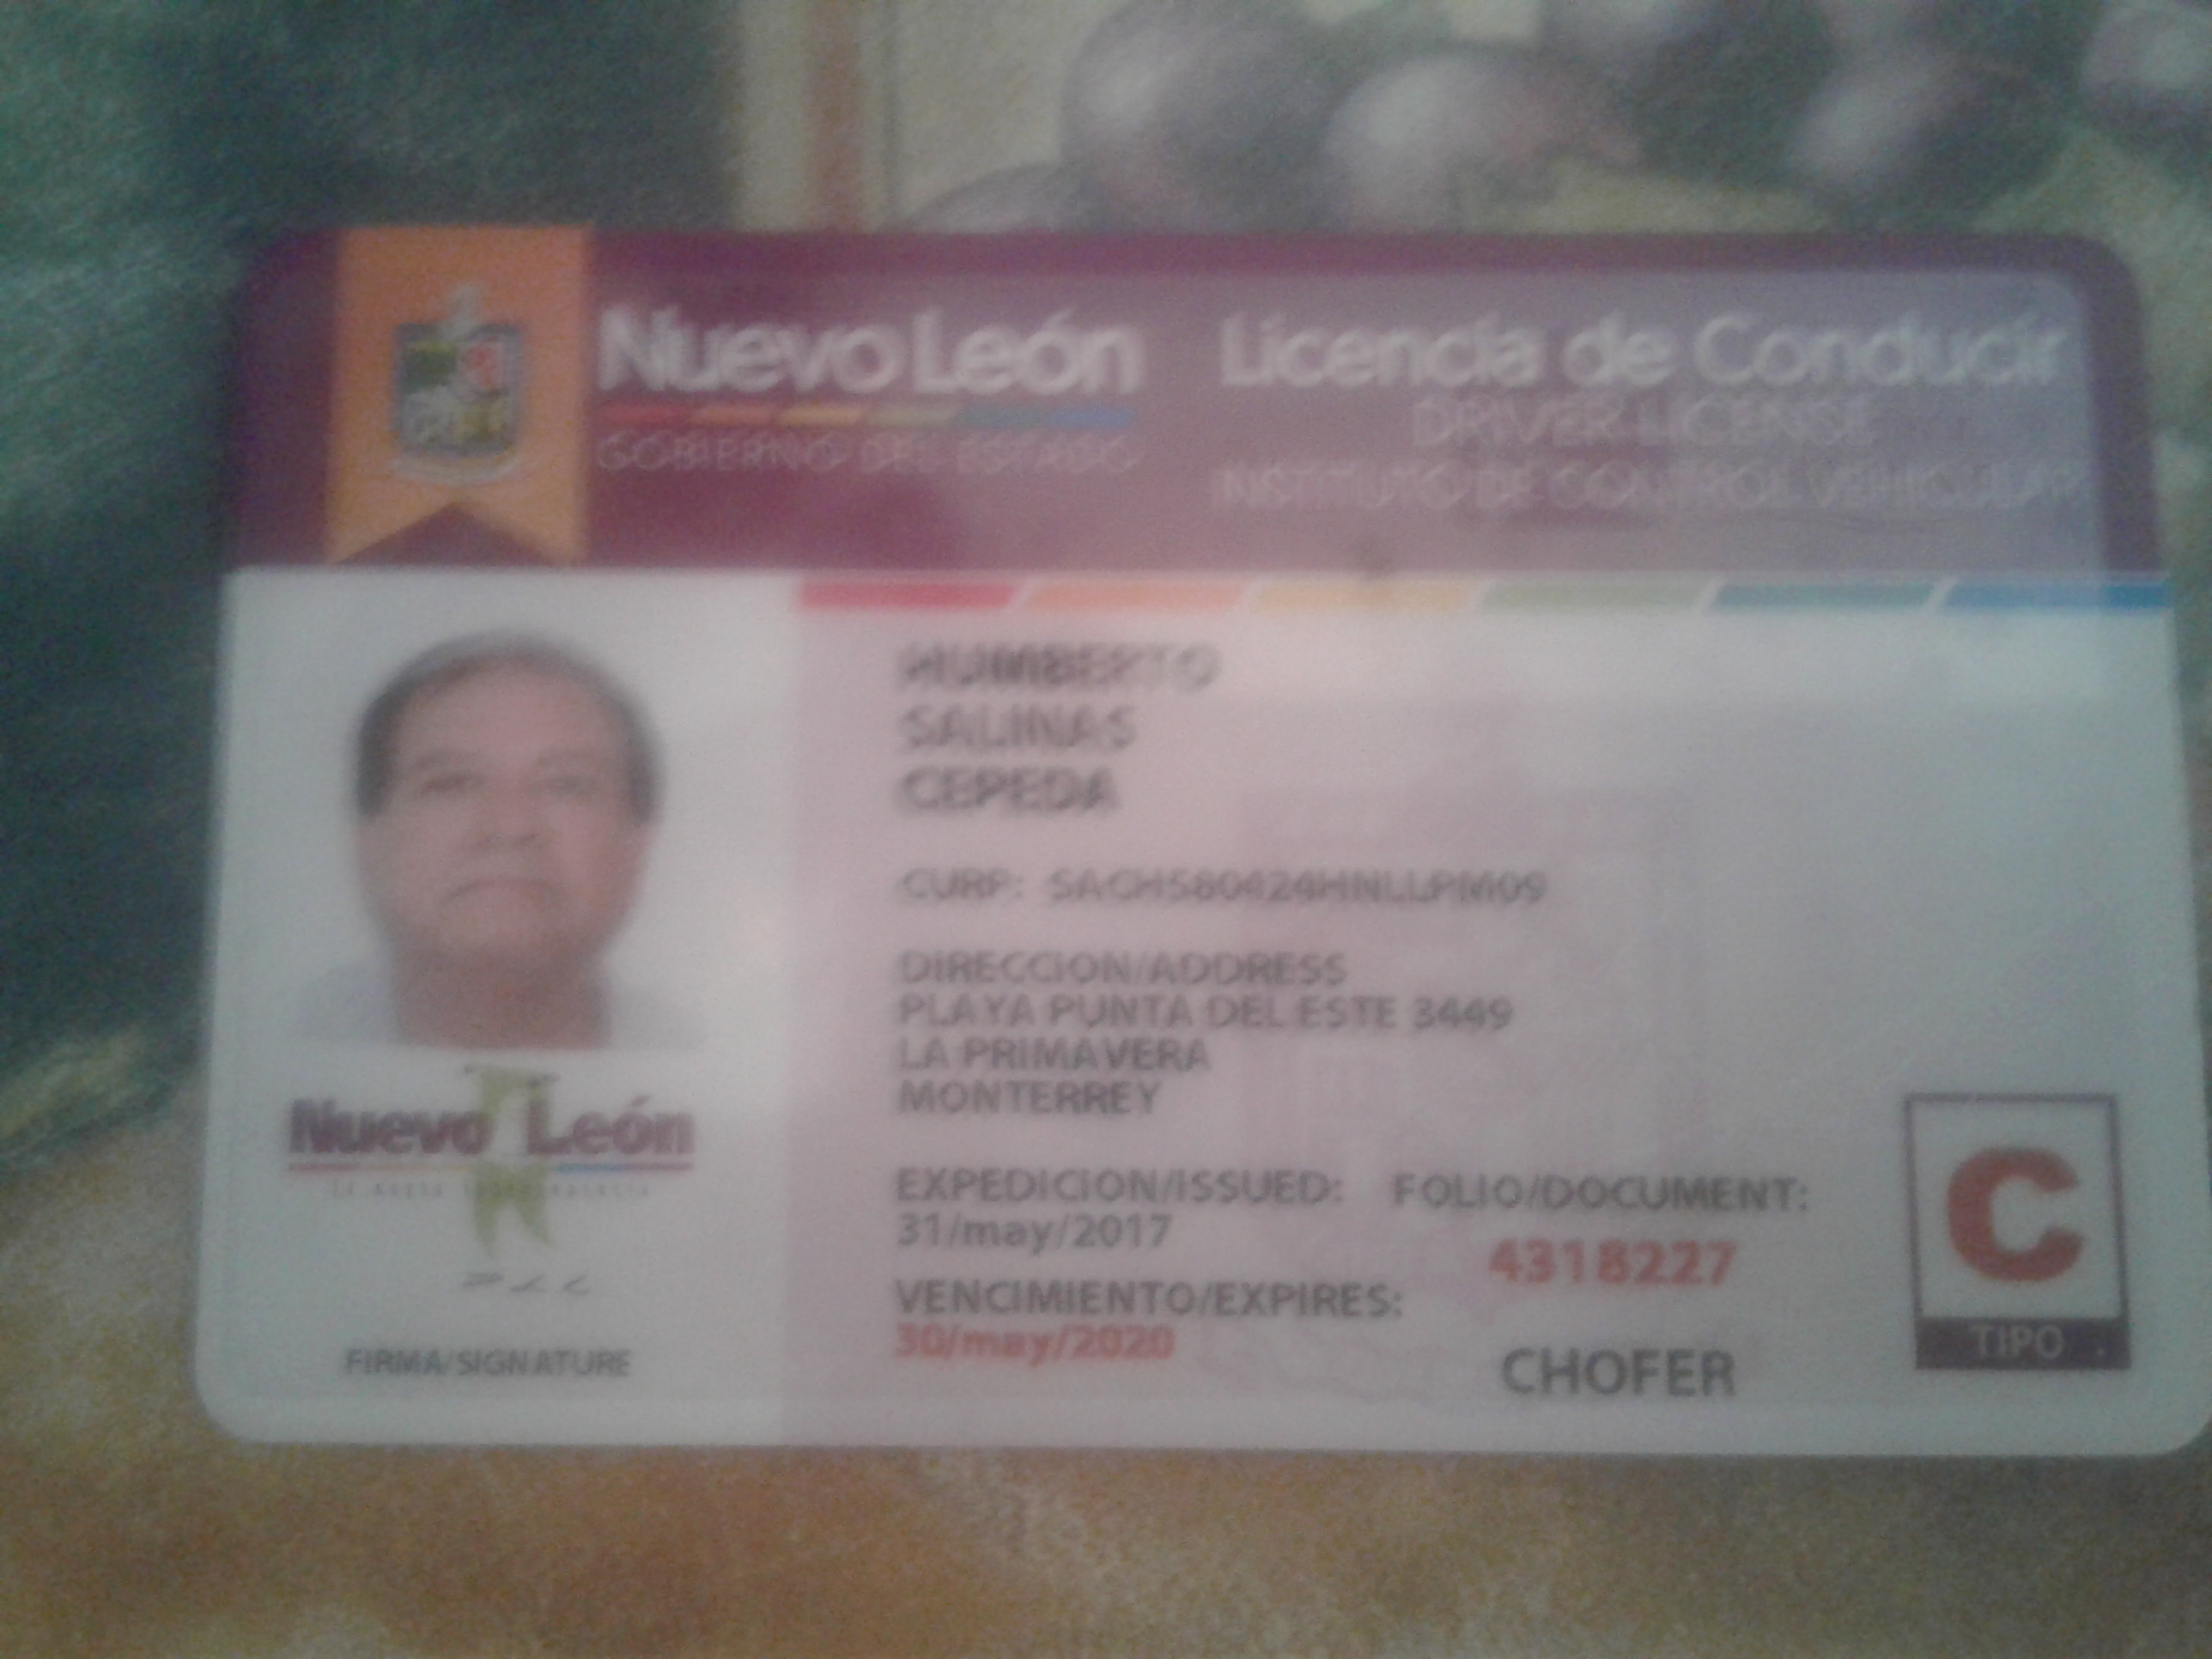 Nuevo León
GOBIERNO DEL ESTADO
Licencia de Conducir
DRIVER LICENSE
INSTITUTO DE CONTROL VEHICULAR
HUMBERTO
SALINAS
CEPEDA
CURP:
DIRECCION/ADDRESS
PLAYA PUNTA DEL ESTE 3449
LA PRIMAVERA
MONTERREY
EXPEDICION/ISSUED:
31/may/2017
VENCIMIENTO/EXPIRES:
30/may/2020
FOLIO/DOCUMENT:
4318227
CHOFER
C
TIPO
Nuevo León
FIRMA/SIGNATURE